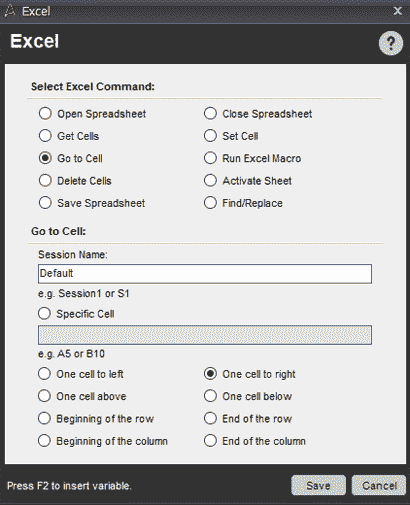 Excel
Excel
?
Select Excel Command:
Open Spreadsheet Close Spreadsheet
Get Cells Set Cell
Go to Cell Run Excel Macro
Delete Cells Activate Sheet
Save Spreadsheet Find/Replace
Go to Cell:
Session Name:
Default
e.g. Session1 or S1
Specific Cell
e.g. A5 or B10
One cell to left One cell to right
One cell above One cell below
Beginning of the row End of the row
Beginning of the column End of the column
Press F2 to insert variable. Save Cancel